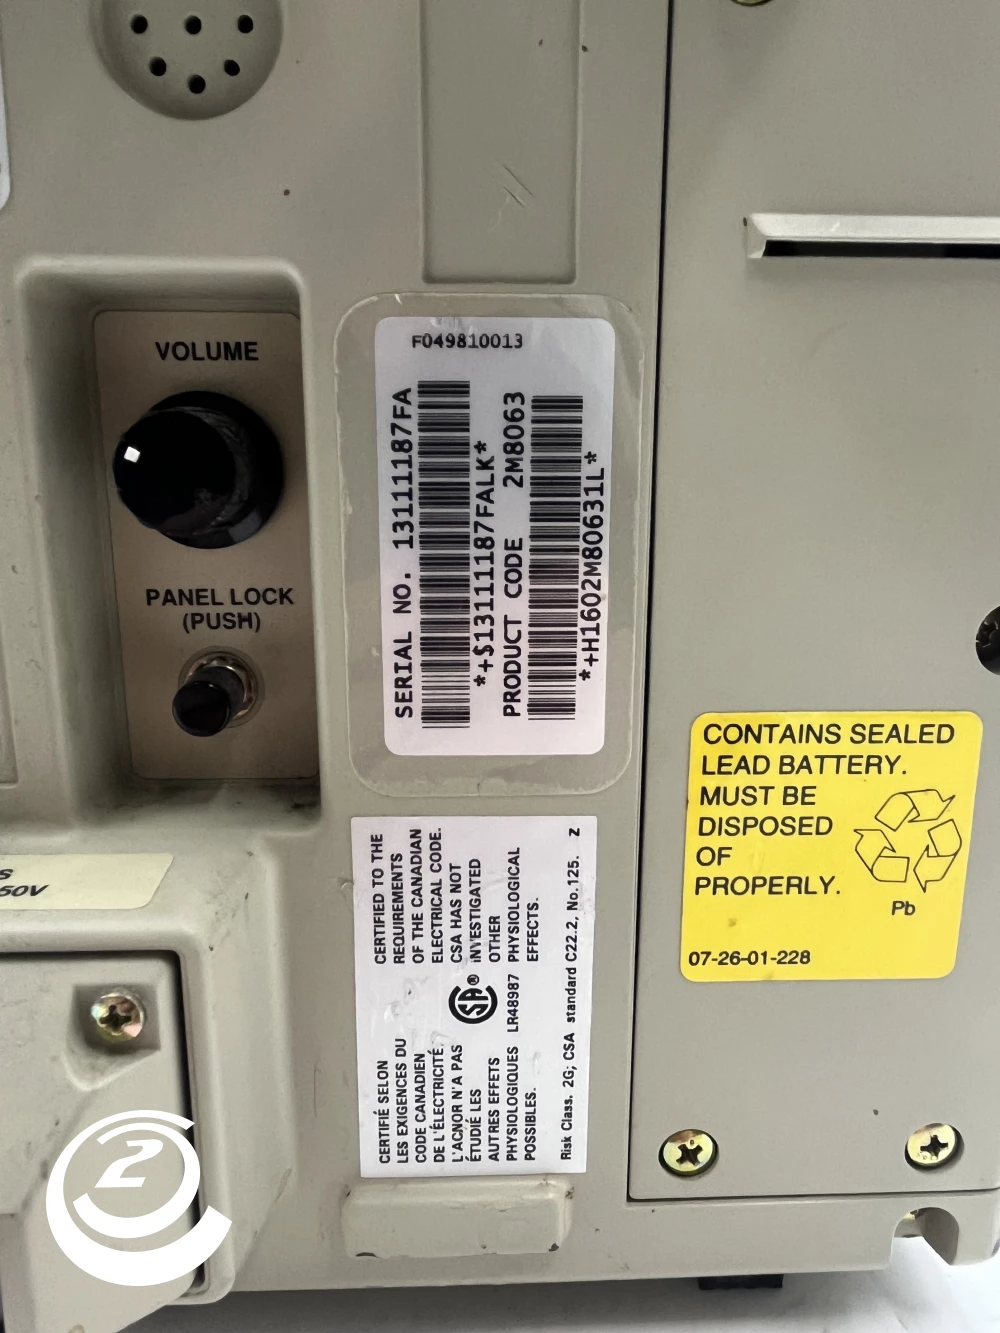 VOLUME
PANEL LOCK
(PUSH)
F049810013
SERIAL NO. 13111187FA
*+$13111187FALK*
PRODUCT CODE 2M8063
*+H1602M80631L*
CONTAINS SEALED
LEAD BATTERY.
MUST BE
DISPOSED
OF
PROPERLY.
Pb
07-26-01-228
CERTIFIED TO THE
REQUIREMENTS
OF THE CANADIAN
ELECTRICAL CODE.
CSA HAS NOT
INVESTIGATED
OTHER
PHYSIOLOGICAL
EFFECTS.
SA®
LR48987
CERTIFIÉ SELON
LES EXIGENCES DU
CODE CANADIEN
DE L'ÉLECTRICITÉ.
L'ACNOR N'A PAS
ÉTUDIÉ LES
AUTRES EFFETS
PHYSIOLOGIQUES
POSSIBLES.
Risk Class. 2G; CSA standard C22.2, No.125. Z
S
50V
2